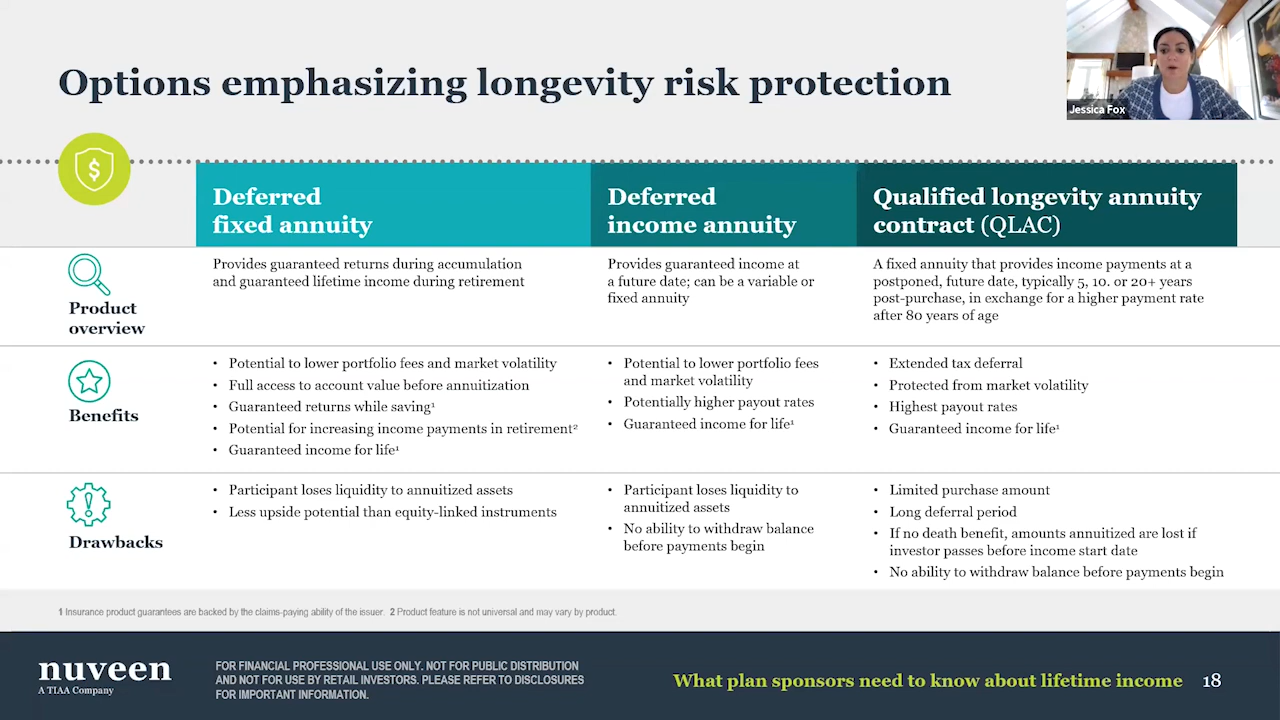 Options emphasizing longevity risk protection
Jessica Fox
$
Deferred
fixed annuity
Deferred
income annuity
Qualified longevity annuity
contract (QLAC)
Product
overview
Provides guaranteed returns during accumulation
and guaranteed lifetime income during retirement
Provides guaranteed income at
a future date; can be a variable or
fixed annuity
A fixed annuity that provides income payments at a
postponed, future date, typically 5, 10. or 20+ years
post-purchase, in exchange for a higher payment rate
after 80 years of age
Benefits
• Potential to lower portfolio fees and market volatility
• Full access to account value before annuitization
• Guaranteed returns while saving¹
• Potential for increasing income payments in retirement²
• Guaranteed income for life¹
• Potential to lower portfolio fees
and market volatility
• Potentially higher payout rates
• Guaranteed income for life¹
• Extended tax deferral
• Protected from market volatility
• Highest payout rates
• Guaranteed income for life¹
Drawbacks
• Participant loses liquidity to annuitized assets
• Less upside potential than equity-linked instruments
• Participant loses liquidity to
annuitized assets
• No ability to withdraw balance
before payments begin
• Limited purchase amount
• Long deferral period
• If no death benefit, amounts annuitized are lost if
investor passes before income start date
• No ability to withdraw balance before payments begin
1 Insurance product guarantees are backed by the claims-paying ability of the issuer. 2 Product feature is not universal and may vary by product.
nuveen
A TIAA Company
FOR FINANCIAL PROFESSIONAL USE ONLY. NOT FOR PUBLIC DISTRIBUTION
AND NOT FOR USE BY RETAIL INVESTORS. PLEASE REFER TO DISCLOSURES
FOR IMPORTANT INFORMATION.
What plan sponsors need to know about lifetime income 18